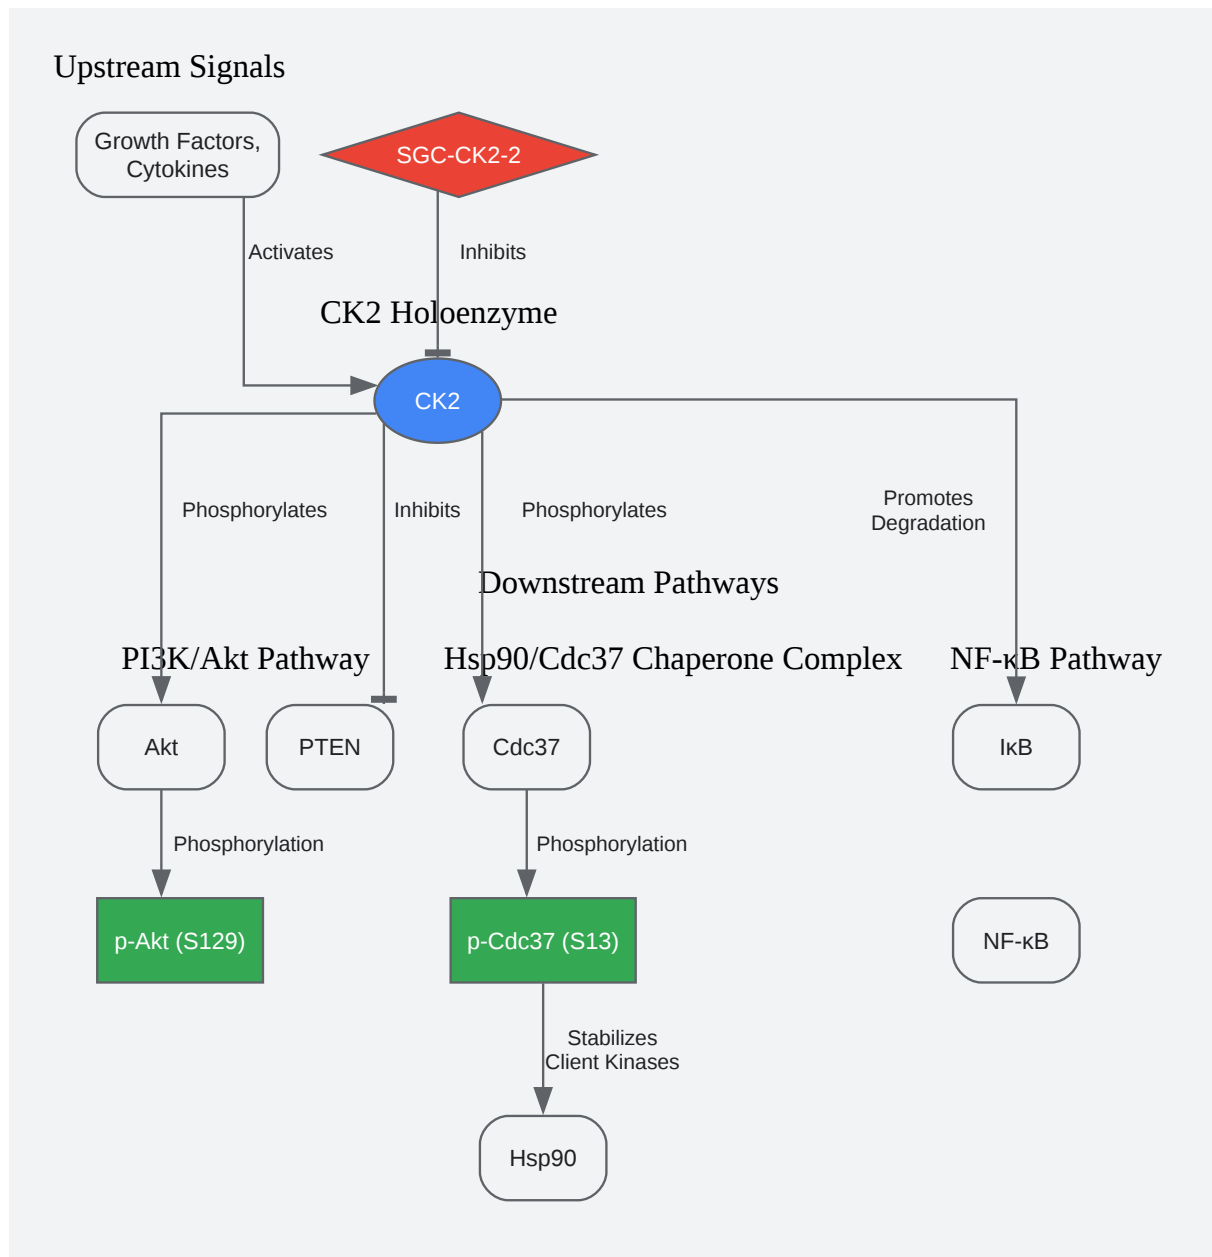 Upstream Signals
Growth Factors,
Cytokines
SGC-CK2-2
Activates
Inhibits
CK2 Holoenzyme
CK2
Phosphorylates
Inhibits
Phosphorylates
Promotes
Degradation
Downstream Pathways
PI3K/Akt Pathway
Hsp90/Cdc37 Chaperone Complex
NF-κB Pathway
Akt
PTEN
Cdc37
IκB
Phosphorylation
Phosphorylation
p-Akt (S129)
p-Cdc37 (S13)
NF-κB
Stabilizes
Client Kinases
Hsp90